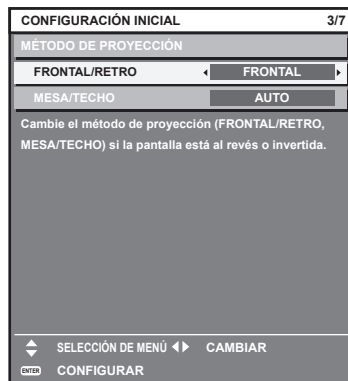 CONFIGURACIÓN INICIAL 3/7
MÉTODO DE PROYECCIÓN
FRONTAL/RETRO FRONTAL
MESA/TECHO AUTO
Cambie el método de proyección (FRONTAL/RETRO,
MESA/TECHO) si la pantalla está al revés o invertida.
SELECCIÓN DE MENÚ CAMBIAR
ENTER CONFIGURAR